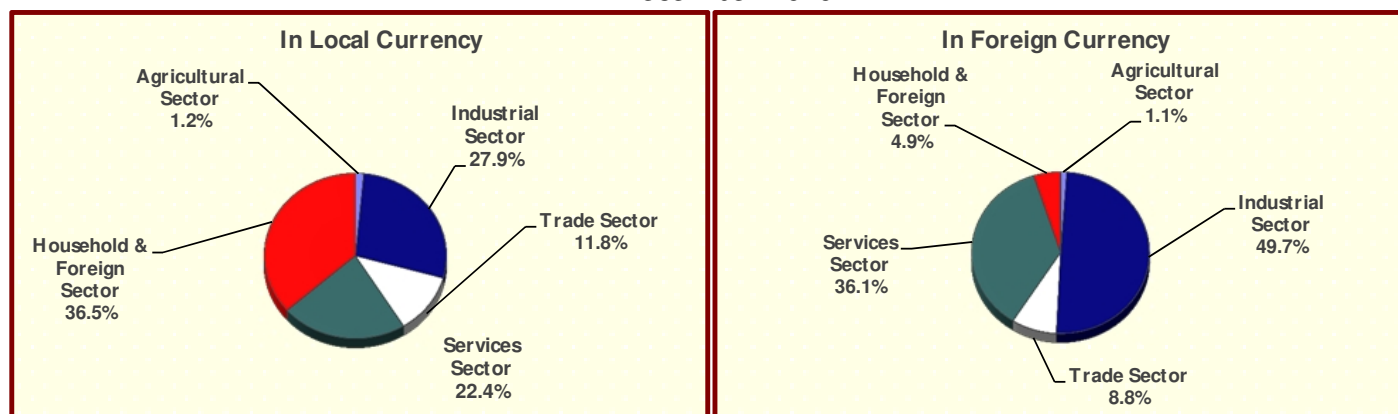 In Local Currency
Agricultural
Sector
1.2%
Industrial
Sector
27.9%
Trade Sector
11.8%
Household &
Foreign
Sector
36.5%
Services
Sector
22.4%
In Foreign Currency
Household &
Foreign
Sector
4.9%
Agricultural
Sector
1.1%
Services
Sector
36.1%
Industrial
Sector
49.7%
Trade Sector
8.8%